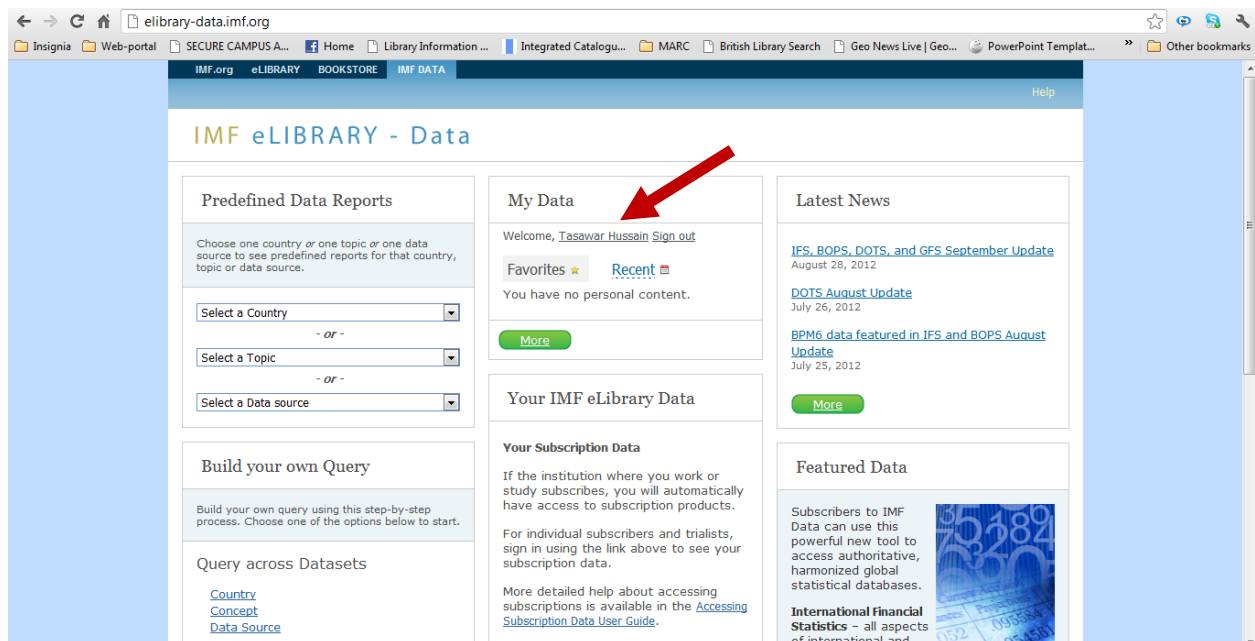 elibrary-data.imf.org
Insignia Web-portal SECURE CAMPUS A... Home Library Information ... Integrated Catalogu... MARC British Library Search Geo News Live | Geo... PowerPoint Templat... » Other bookmarks
IMF.org eLIBRARY BOOKSTORE IMF DATA
Help
IMF eLIBRARY - Data
Predefined Data Reports
Choose one country or one topic or one data
source to see predefined reports for that country,
topic or data source.
Select a Country
- or -
Select a Topic
- or -
Select a Data source
Build your own Query
Build your own query using this step-by-step
process. Choose one of the options below to start.
Query across Datasets
Country
Concept
Data Source
My Data
Welcome, Tasawar Hussain Sign out
Favorites Recent
You have no personal content.
More
Your IMF eLibrary Data
Your Subscription Data
If the institution where you work or
study subscribes, you will automatically
have access to subscription products.
For individual subscribers and trialists,
sign in using the link above to see your
subscription data.
More detailed help about accessing
subscriptions is available in the Accessing
Subscription Data User Guide.
Latest News
IFS, BOPS, DOTS, and GFS September Update
August 28, 2012
DOTS August Update
July 26, 2012
BPM6 data featured in IFS and BOPS August
Update
July 25, 2012
More
Featured Data
Subscribers to IMF
Data can use this
powerful new tool to
access authoritative,
harmonized global
statistical databases.
International Financial
Statistics – all aspects
of international and